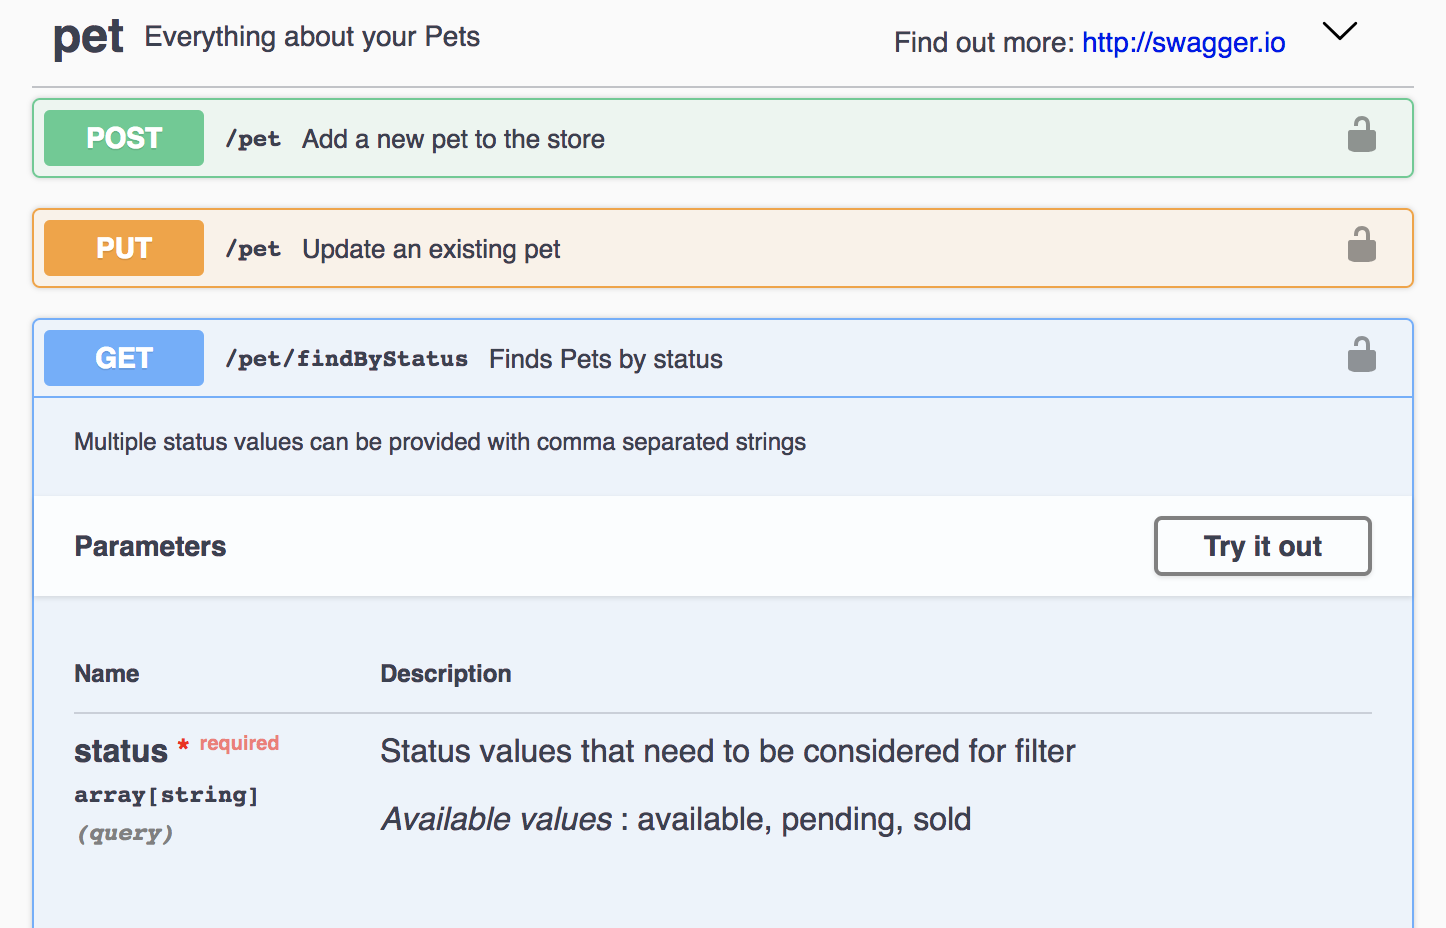 pet Everything about your Pets Find out more: http://swagger.io
POST /pet Add a new pet to the store
PUT /pet Update an existing pet
GET /pet/findByStatus Finds Pets by status
Multiple status values can be provided with comma separated strings
Parameters Try it out
Name Description
status * required Status values that need to be considered for filter
array[string]
Available values : available, pending, sold
(query)